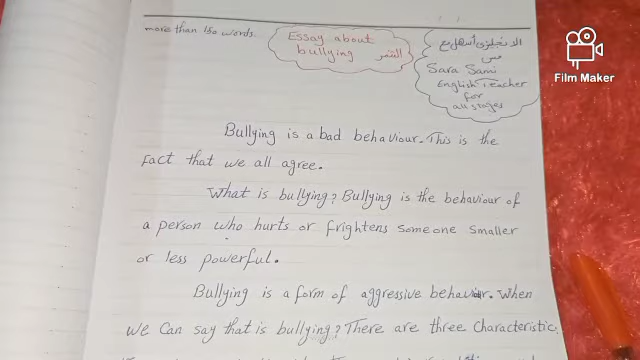 more than 150 words.
Essay about
bullying
التنمر
الانجليزى أسهل مع
مس
Sara Sami
English Teacher
for
all stages
Film Maker
Bullying is a bad behaviour. This is the
fact that we all agree.
What is bullying? Bullying is the behaviour of
a person who hurts or frightens someone smaller
or less powerful.
Bullying is a form of aggressive behavior. When
we can say that is bullying? There are three characteristic.